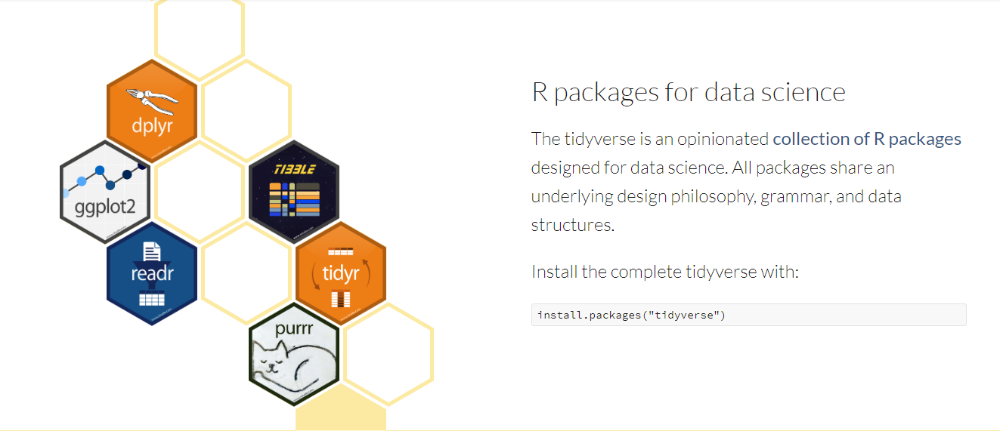 dplyr
TIBBLE
ggplot2
readr
tidyr
purrr
R packages for data science
The tidyverse is an opinionated collection of R packages
designed for data science. All packages share an
underlying design philosophy, grammar, and data
structures.
Install the complete tidyverse with:
install.packages("tidyverse")